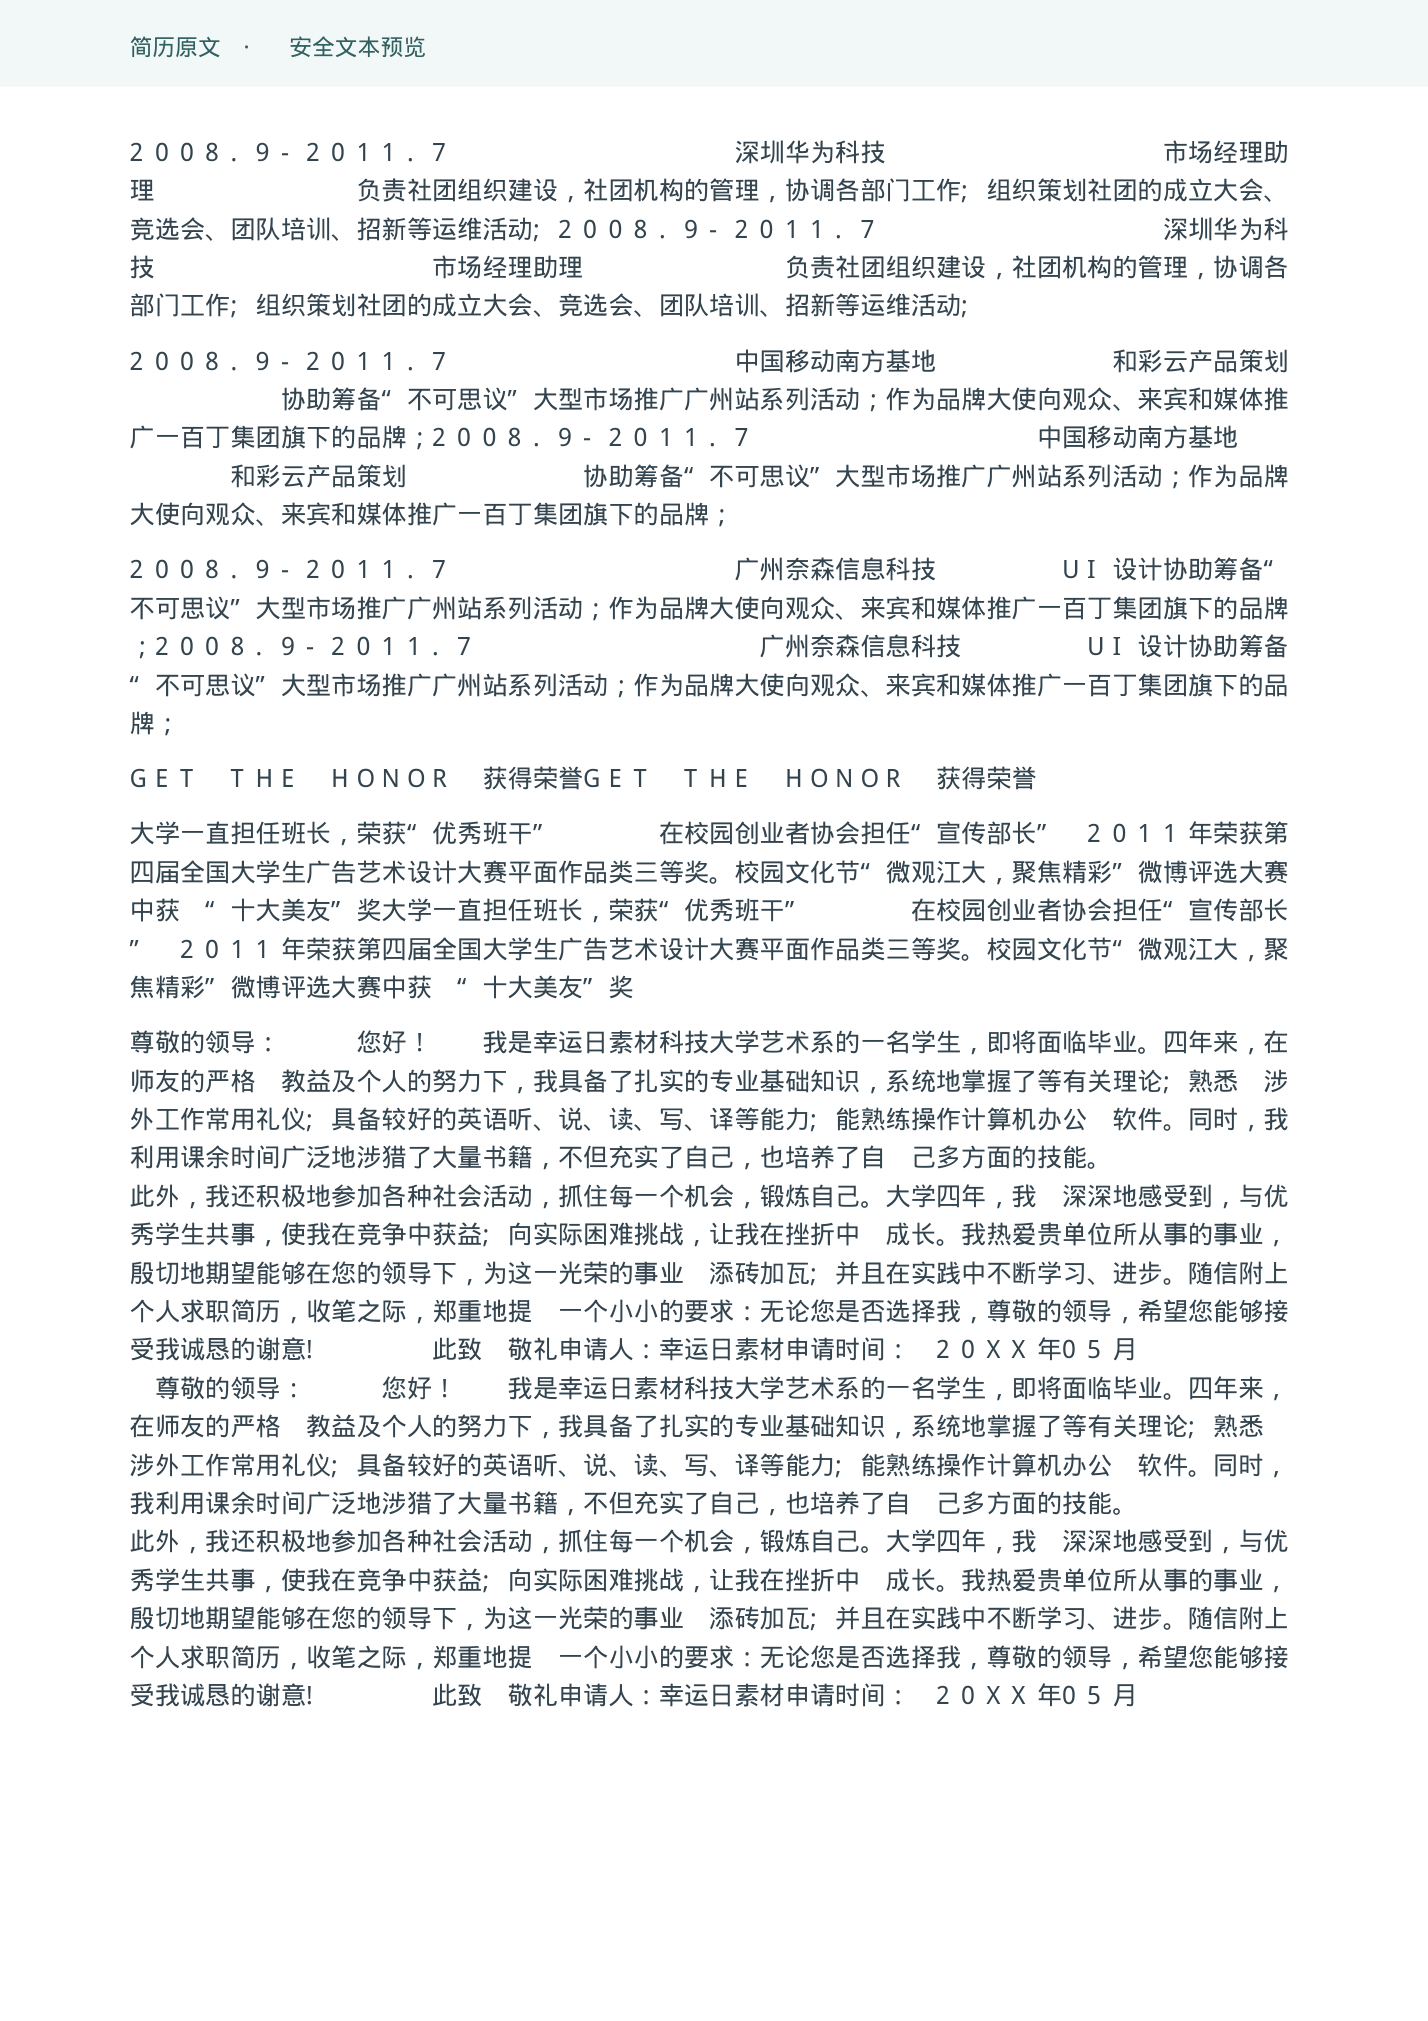 简历原文 · 安全文本预览
2008.9-2011.7 深圳华为科技 市场经理助
理 负责社团组织建设，社团机构的管理，协调各部门工作; 组织策划社团的成立大会、
竞选会、团队培训、招新等运维活动; 2008.9-2011.7 深圳华为科
技 市场经理助理 负责社团组织建设，社团机构的管理，协调各
部门工作; 组织策划社团的成立大会、竞选会、团队培训、招新等运维活动;
2008.9-2011.7 中国移动南方基地 和彩云产品策划
协助筹备“ 不可思议” 大型市场推广广州站系列活动；作为品牌大使向观众、来宾和媒体推
广一百丁集团旗下的品牌；2008.9-2011.7 中国移动南方基地
和彩云产品策划 协助筹备“ 不可思议” 大型市场推广广州站系列活动；作为品牌
大使向观众、来宾和媒体推广一百丁集团旗下的品牌；
2008.9-2011.7 广州奈森信息科技 UI 设计协助筹备“
不可思议” 大型市场推广广州站系列活动；作为品牌大使向观众、来宾和媒体推广一百丁集团旗下的品牌
；2008.9-2011.7 广州奈森信息科技 UI 设计协助筹备
“ 不可思议” 大型市场推广广州站系列活动；作为品牌大使向观众、来宾和媒体推广一百丁集团旗下的品
牌；
GET THE HONOR 获得荣誉GET THE HONOR 获得荣誉
大学一直担任班长，荣获“ 优秀班干” 在校园创业者协会担任“ 宣传部长” 2011年荣获第
四届全国大学生广告艺术设计大赛平面作品类三等奖。校园文化节“ 微观江大，聚焦精彩” 微博评选大赛
中获 “ 十大美友” 奖大学一直担任班长，荣获“ 优秀班干” 在校园创业者协会担任“ 宣传部长
” 2011年荣获第四届全国大学生广告艺术设计大赛平面作品类三等奖。校园文化节“ 微观江大，聚
焦精彩” 微博评选大赛中获 “ 十大美友” 奖
尊敬的领导： 您好！ 我是幸运日素材科技大学艺术系的一名学生，即将面临毕业。四年来，在
师友的严格 教益及个人的努力下，我具备了扎实的专业基础知识，系统地掌握了等有关理论; 熟悉 涉
外工作常用礼仪; 具备较好的英语听、说、读、写、译等能力; 能熟练操作计算机办公 软件。同时，我
利用课余时间广泛地涉猎了大量书籍，不但充实了自己，也培养了自 己多方面的技能。
此外，我还积极地参加各种社会活动，抓住每一个机会，锻炼自己。大学四年，我 深深地感受到，与优
秀学生共事，使我在竞争中获益; 向实际困难挑战，让我在挫折中 成长。我热爱贵单位所从事的事业，
殷切地期望能够在您的领导下，为这一光荣的事业 添砖加瓦; 并且在实践中不断学习、进步。随信附上
个人求职简历，收笔之际，郑重地提 一个小小的要求：无论您是否选择我，尊敬的领导，希望您能够接
受我诚恳的谢意! 此致 敬礼申请人：幸运日素材申请时间： 20XX年05月
尊敬的领导： 您好！ 我是幸运日素材科技大学艺术系的一名学生，即将面临毕业。四年来，
在师友的严格 教益及个人的努力下，我具备了扎实的专业基础知识，系统地掌握了等有关理论; 熟悉
涉外工作常用礼仪; 具备较好的英语听、说、读、写、译等能力; 能熟练操作计算机办公 软件。同时，
我利用课余时间广泛地涉猎了大量书籍，不但充实了自己，也培养了自 己多方面的技能。
此外，我还积极地参加各种社会活动，抓住每一个机会，锻炼自己。大学四年，我 深深地感受到，与优
秀学生共事，使我在竞争中获益; 向实际困难挑战，让我在挫折中 成长。我热爱贵单位所从事的事业，
殷切地期望能够在您的领导下，为这一光荣的事业 添砖加瓦; 并且在实践中不断学习、进步。随信附上
个人求职简历，收笔之际，郑重地提 一个小小的要求：无论您是否选择我，尊敬的领导，希望您能够接
受我诚恳的谢意! 此致 敬礼申请人：幸运日素材申请时间： 20XX年05月